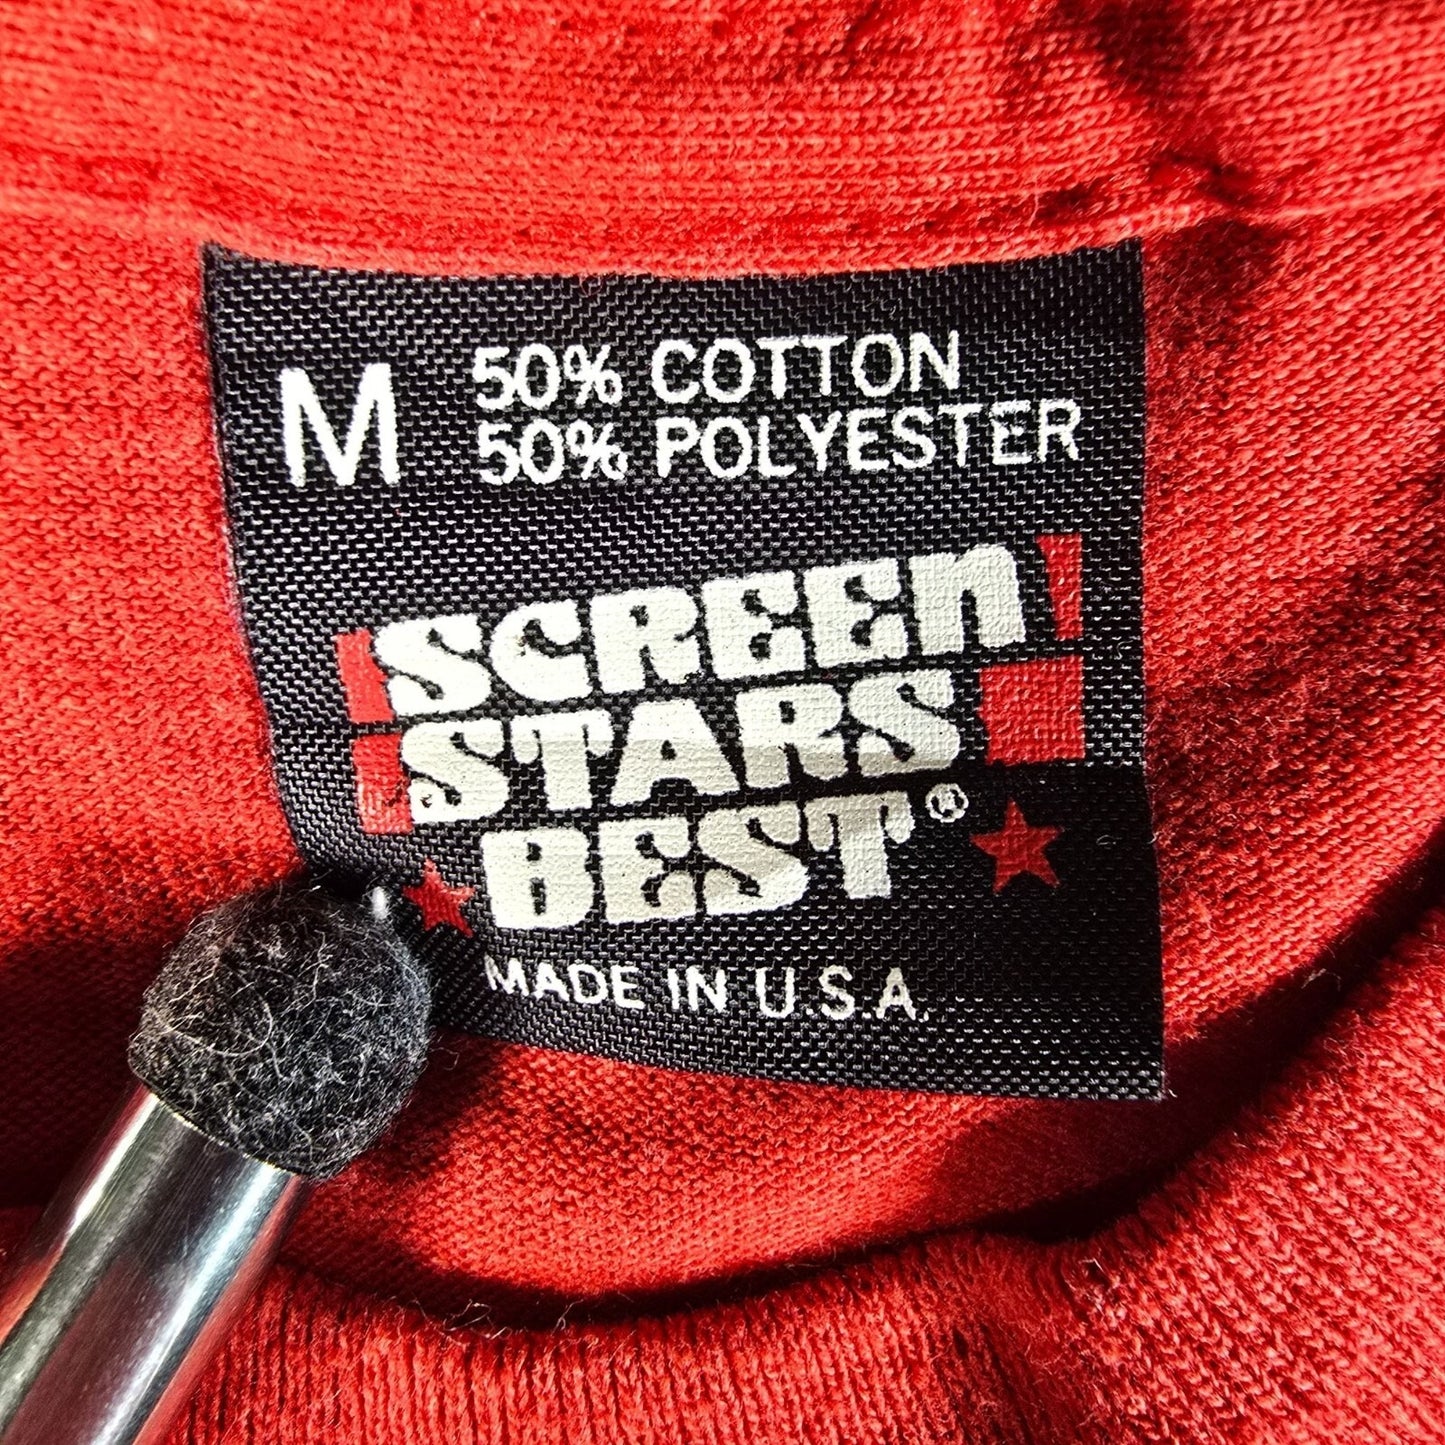 M 50% COTTON
50% POLYESTER
SCREEN
STARS
BEST®
MADE IN U.S.A.